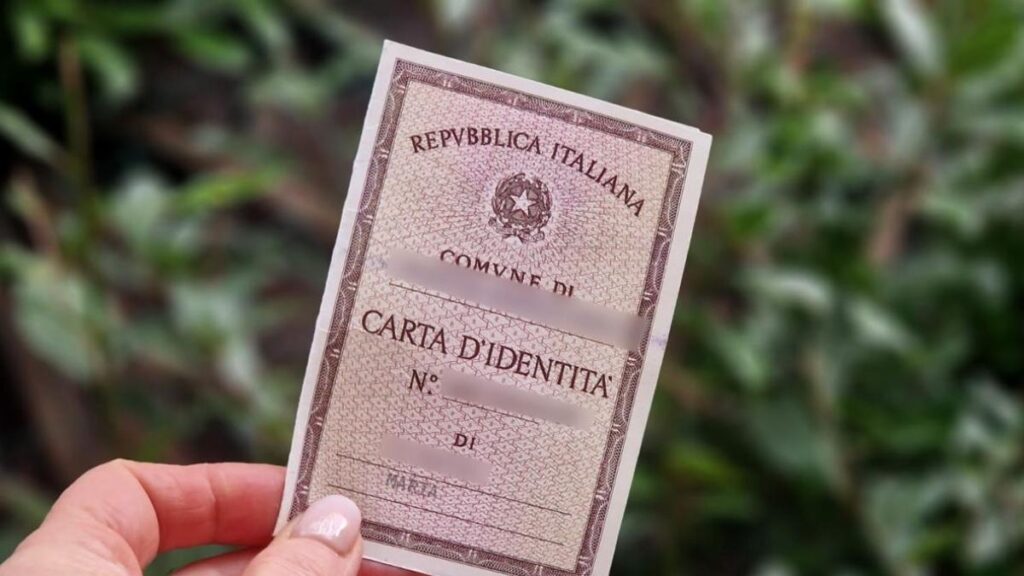 REPVBBLICA ITALIANA
COMVNE DI
CARTA D'IDENTITA'
N°:
DI
MARIA